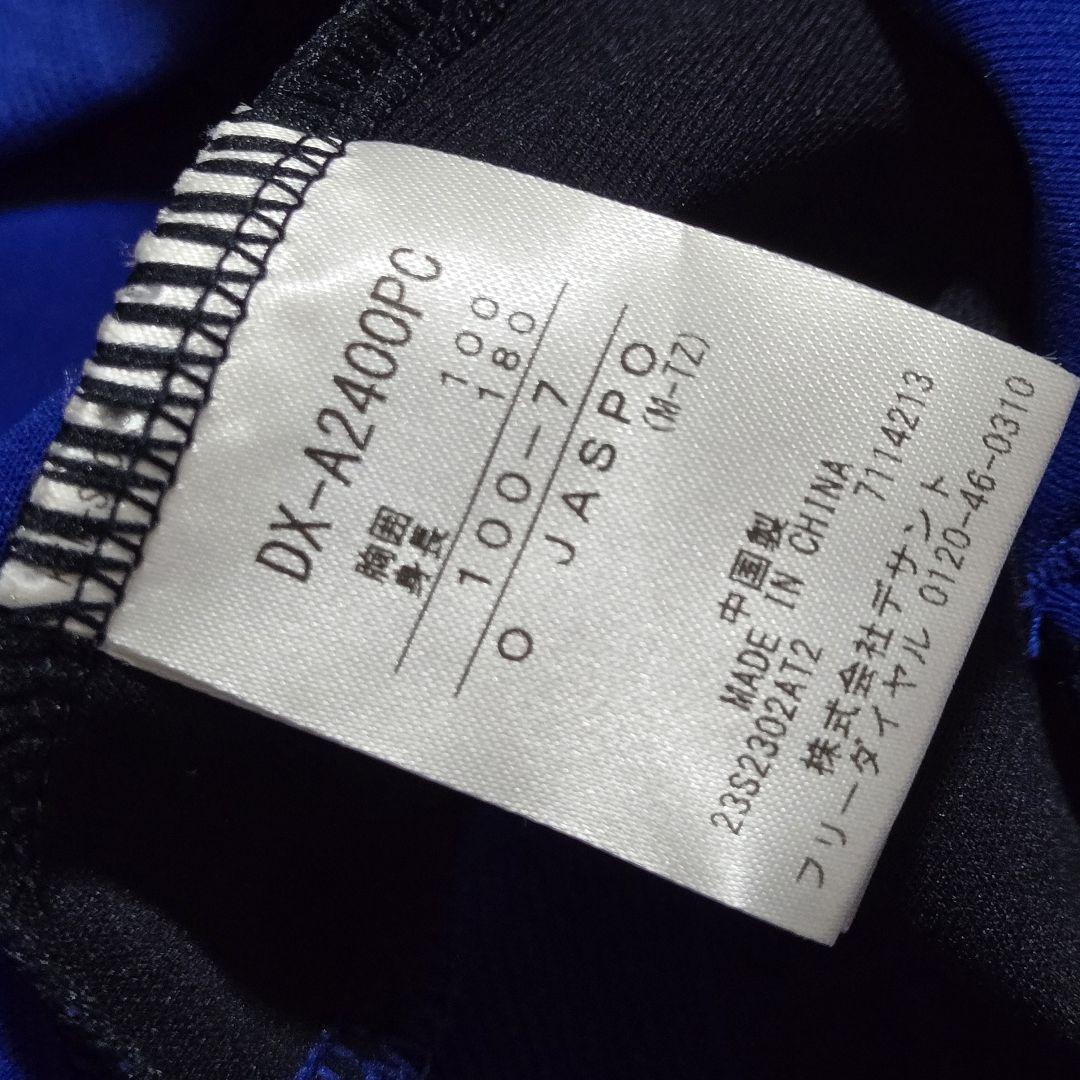 DX-A2400PC
胸囲 100
身長 180
100-7
O JASPO
(M-TZ)
中国製
MADE IN CHINA
23S2302AT2 7114213
株式会社デサント
フリーダイヤル 0120-46-0310